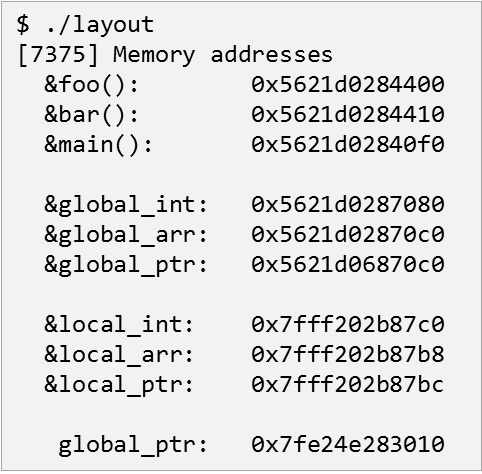 $ ./layout
[7375] Memory addresses
  &foo():        0x5621d0284400
  &bar():        0x5621d0284410
  &main():       0x5621d02840f0

  &global_int:   0x5621d0287080
  &global_arr:   0x5621d02870c0
  &global_ptr:   0x5621d06870c0

  &local_int:    0x7fff202b87c0
  &local_arr:    0x7fff202b87b8
  &local_ptr:    0x7fff202b87bc

   global_ptr:   0x7fe24e283010